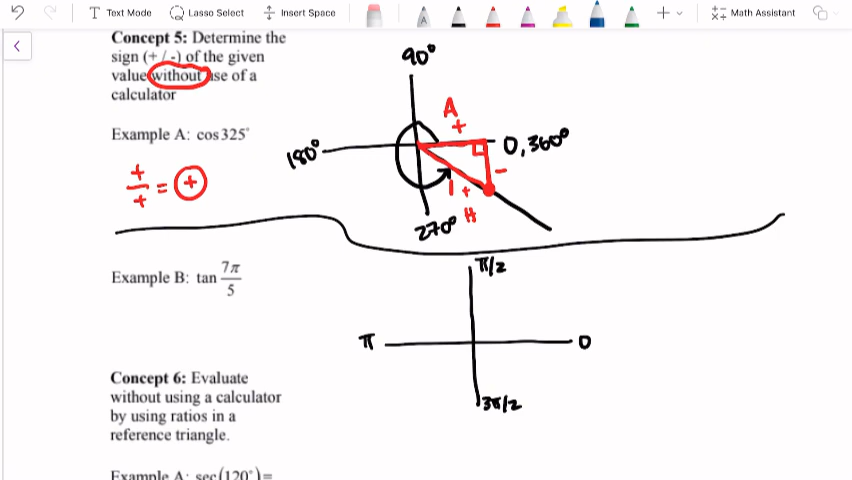 Text Mode
Lasso Select
Insert Space
Math Assistant
Concept 5: Determine the
sign (+ / -) of the given
value without use of a
calculator
Example A: cos 325°
+/+ = +
90°
A
+
180°
0, 360°
-
1 +
H
270°
Example B: tan 7π/5
π/2
π
0
3π/2
Concept 6: Evaluate
without using a calculator
by using ratios in a
reference triangle.
Example A: sec(120°)=